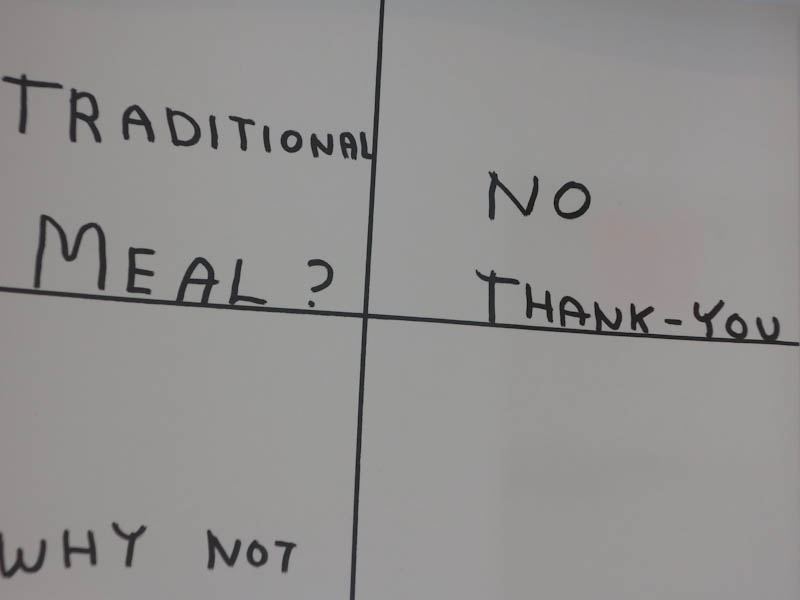 TRADITIONAL
MEAL?
NO
THANK-YOU
WHY NOT